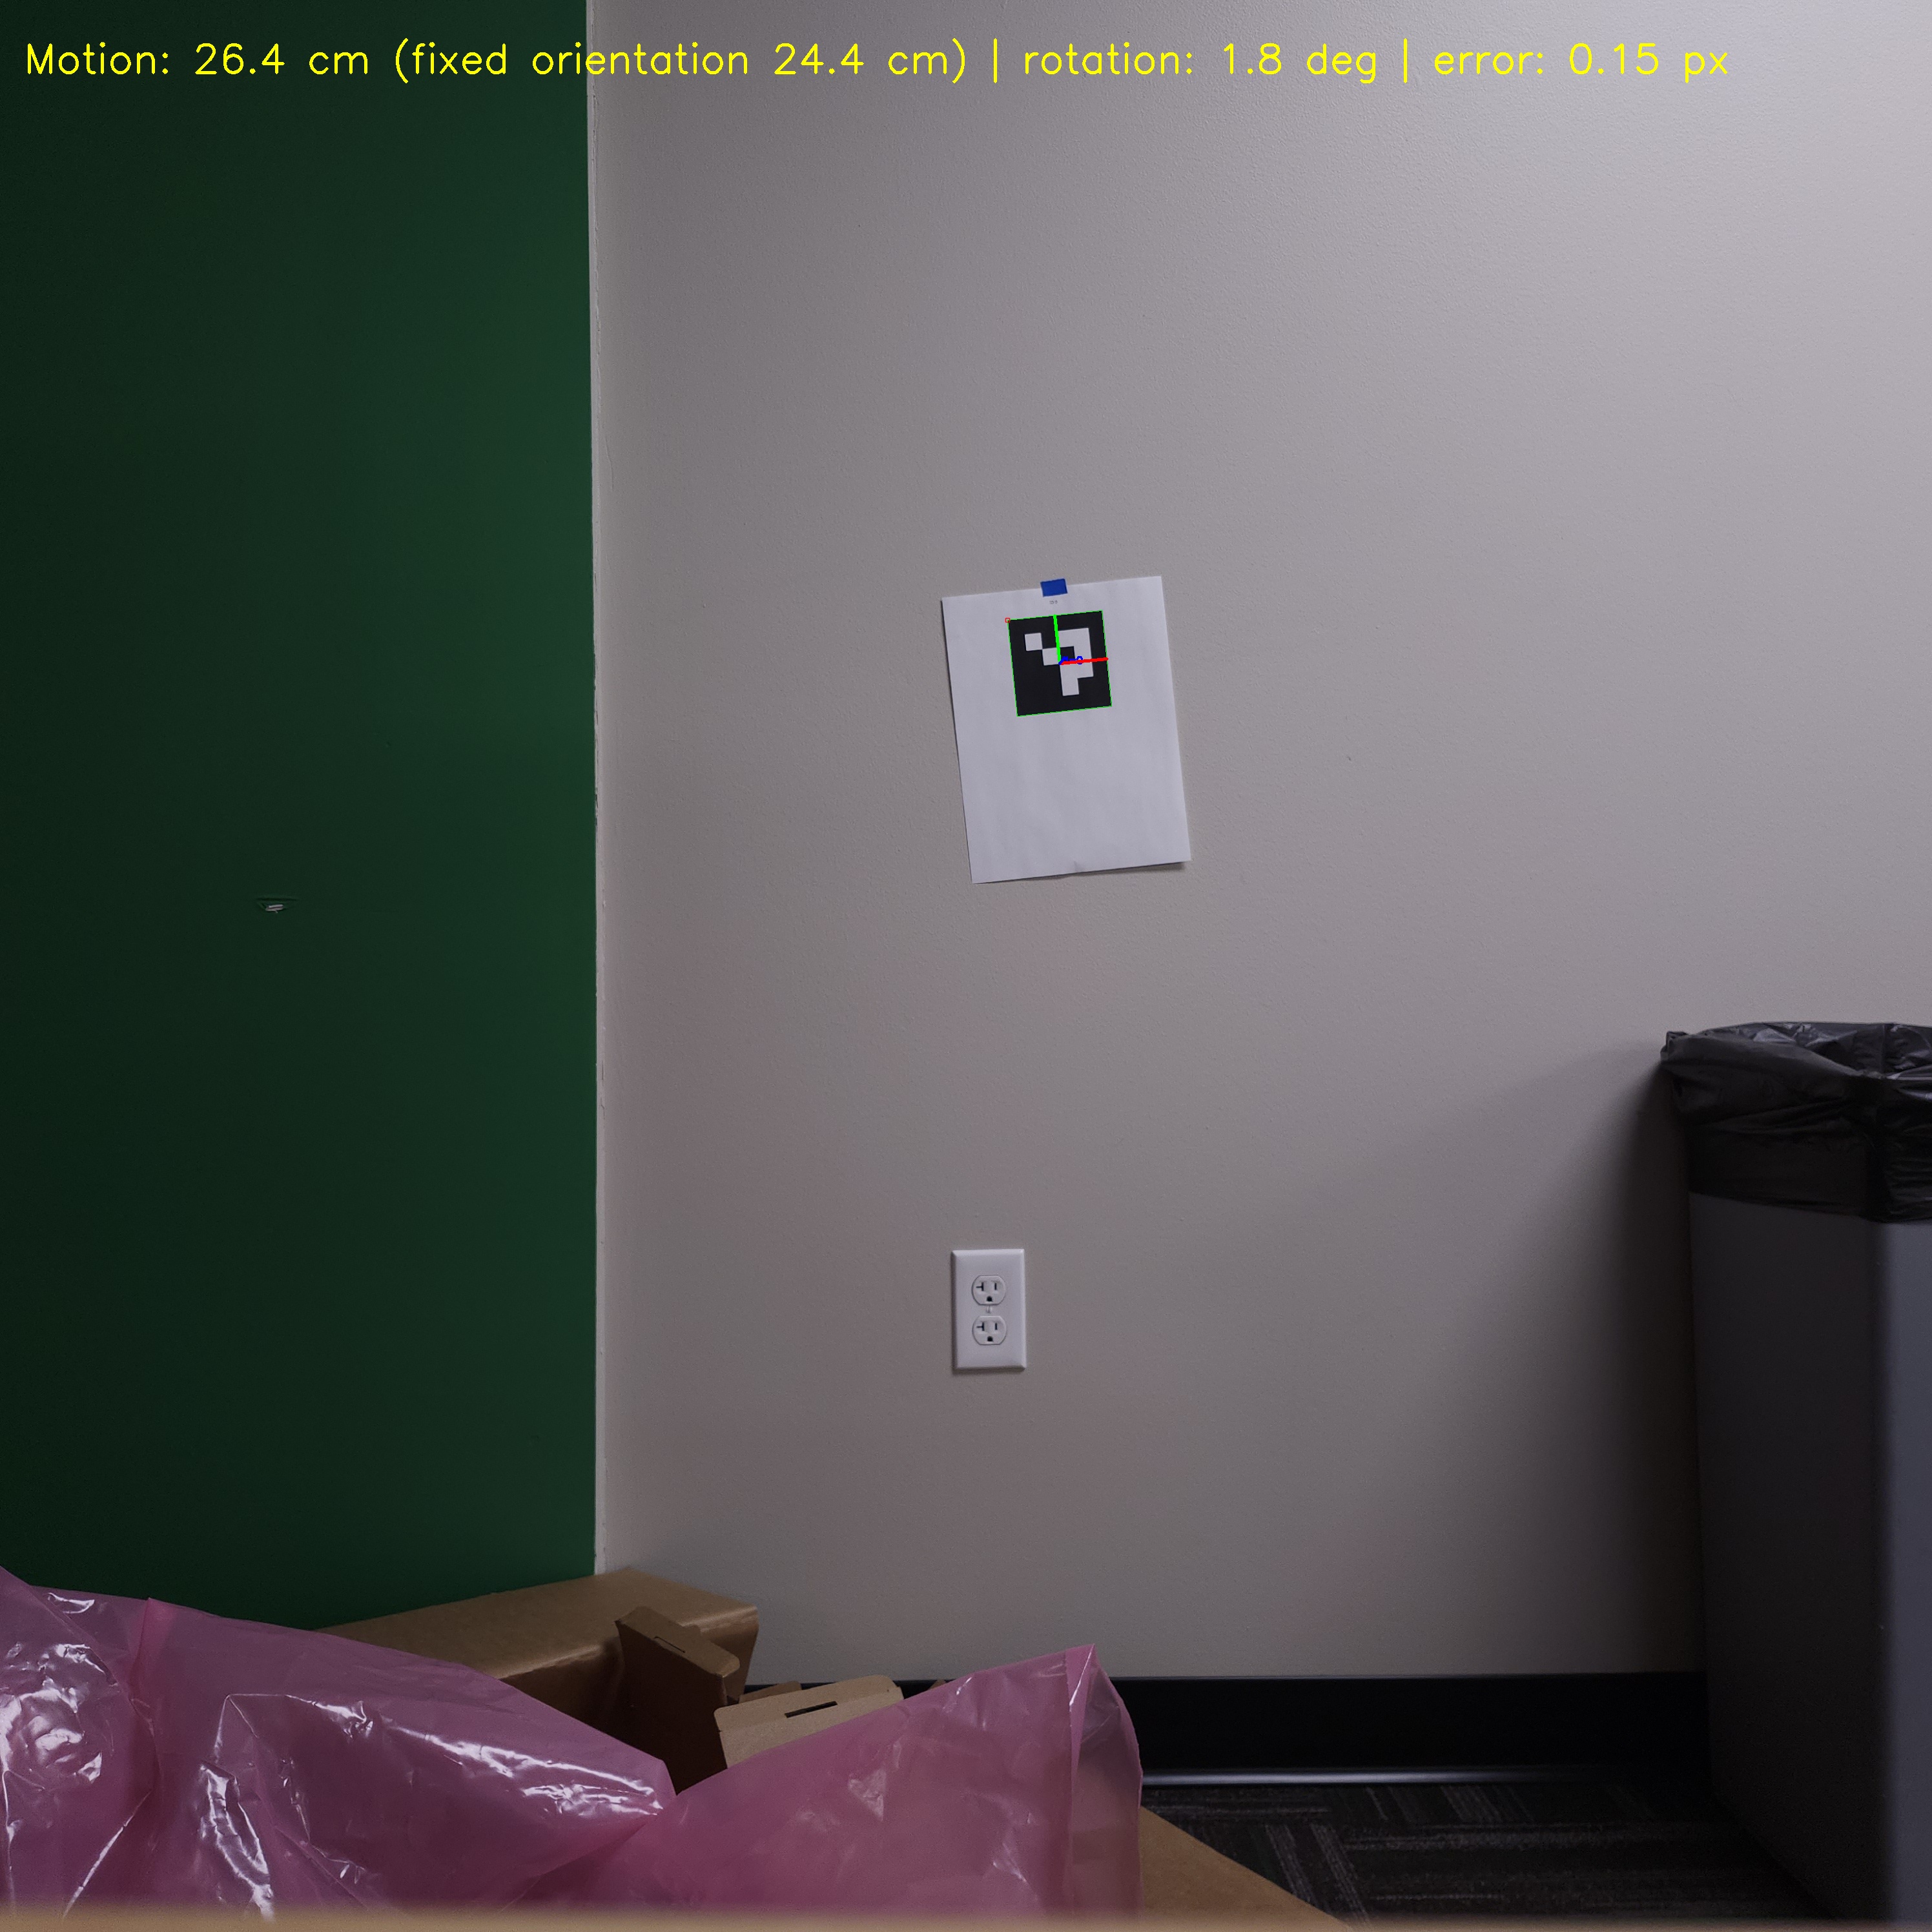 Motion: 26.4 cm (fixed orientation 24.4 cm) | rotation: 1.8 deg | error: 0.15 px